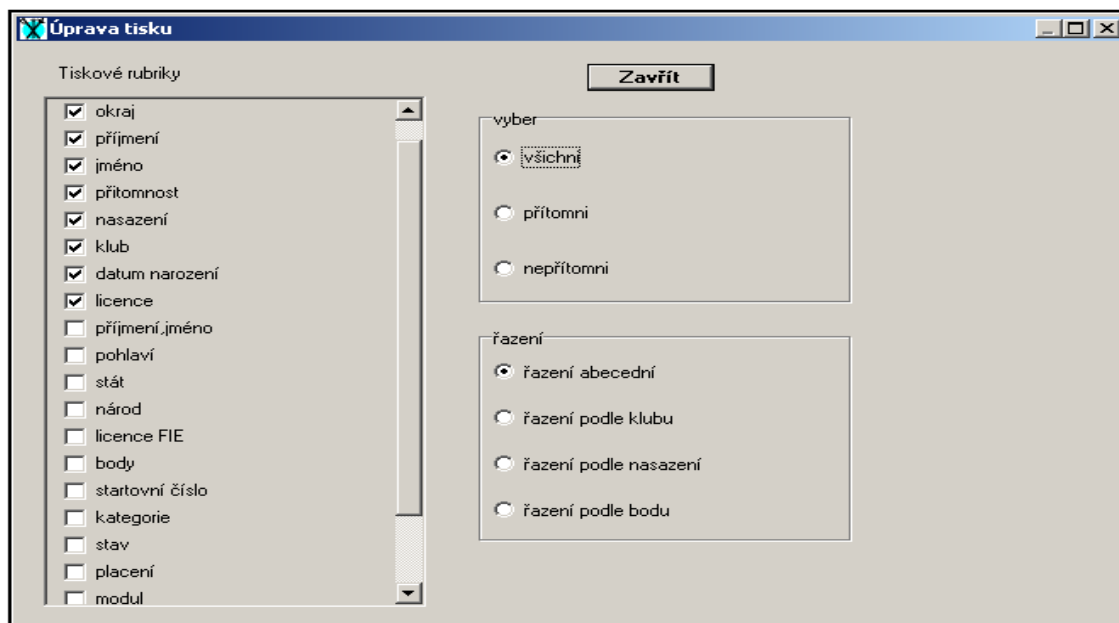 Úprava tisku
Tiskové rubriky
Zavřít
okraj
příjmení
jméno
přitomnost
nasazení
klub
datum narození
licence
příjmení,jméno
pohlaví
stát
národ
licence FIE
body
startovní číslo
kategorie
stav
placení
modul
vyber
všichni
přítomni
nepřítomni
řazení
řazení abecední
řazení podle klubu
řazení podle nasazení
řazení podle bodu